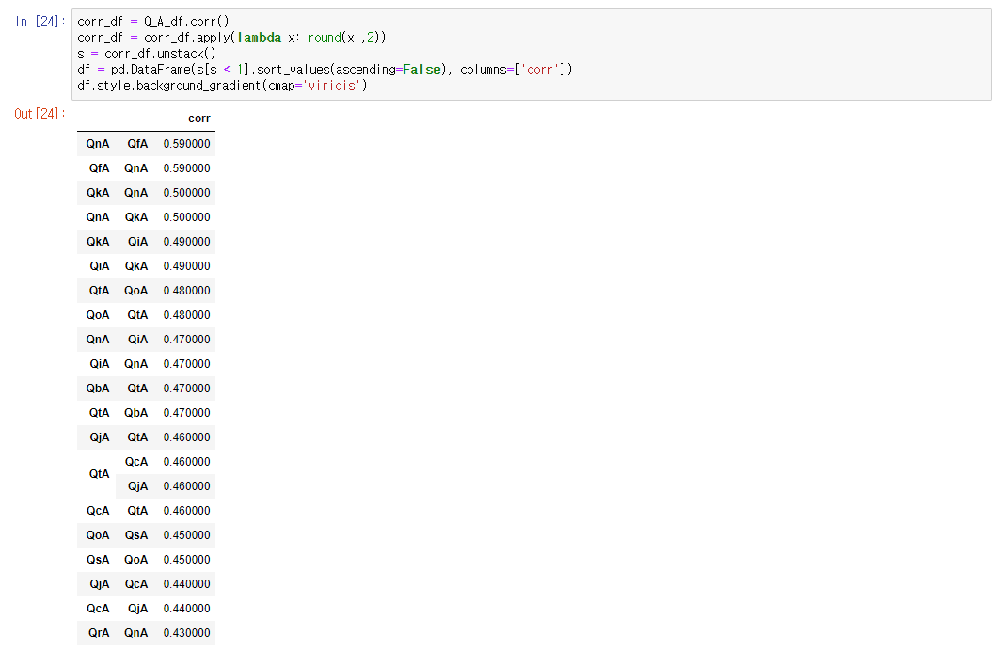 In [24]: corr_df = Q_A_df.corr()
corr_df = corr_df.apply(lambda x: round(x ,2))
s = corr_df.unstack()
df = pd.DataFrame(s[s < 1].sort_values(ascending=False), columns=['corr'])
df.style.background_gradient(cmap='viridis')
Out[24]:
corr
QnA QfA 0.590000
QfA QnA 0.590000
QkA QnA 0.500000
QnA QkA 0.500000
QkA QiA 0.490000
QiA QkA 0.490000
QtA QoA 0.480000
QoA QtA 0.480000
QnA QiA 0.470000
QiA QnA 0.470000
QbA QtA 0.470000
QtA QbA 0.470000
QjA QtA 0.460000
QtA QcA 0.460000
QjA 0.460000
QcA QtA 0.460000
QoA QsA 0.450000
QsA QoA 0.450000
QjA QcA 0.440000
QcA QjA 0.440000
QrA QnA 0.430000